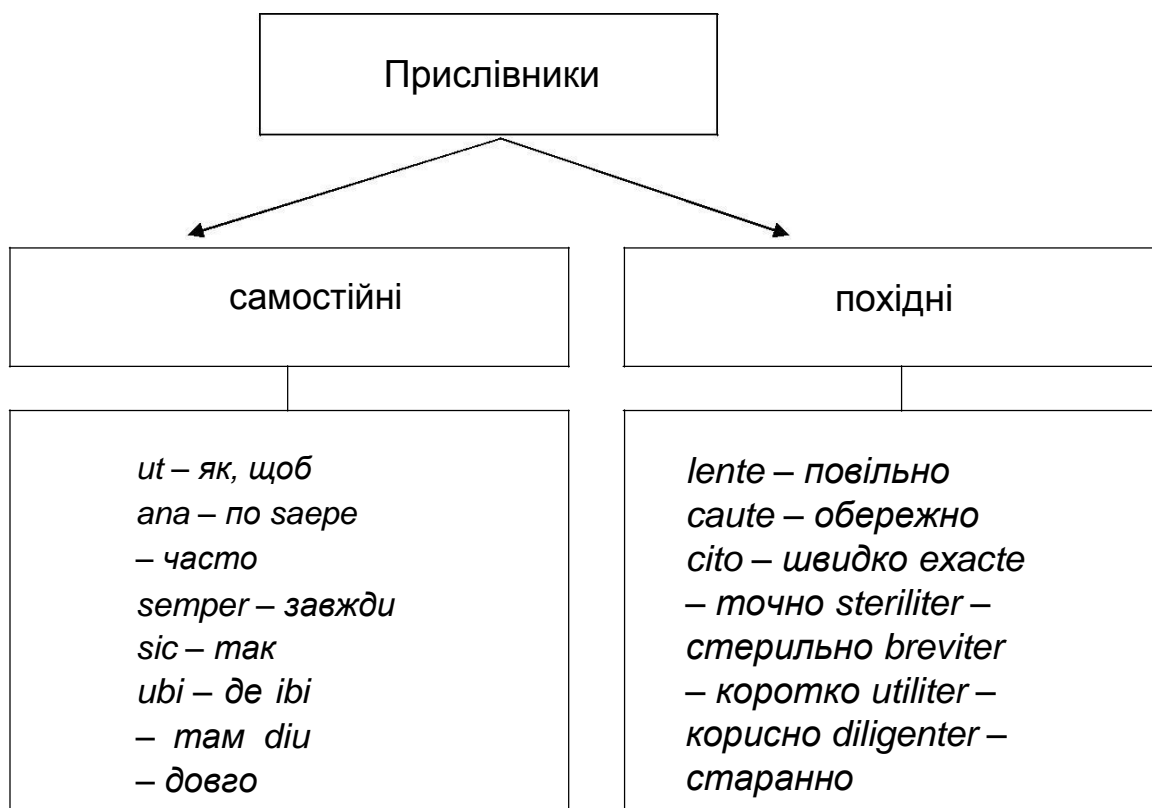 Прислівники
самостійні
похідні
ut – як, щоб
ana – по saepe
– часто
semper – завжди
sic – так
ubi – де ibi
– там diu
– довго
lente – повільно
caute – обережно
cito – швидко exacte
– точно steriliter –
стерильно breviter
– коротко utiliter –
корисно diligenter –
старанно